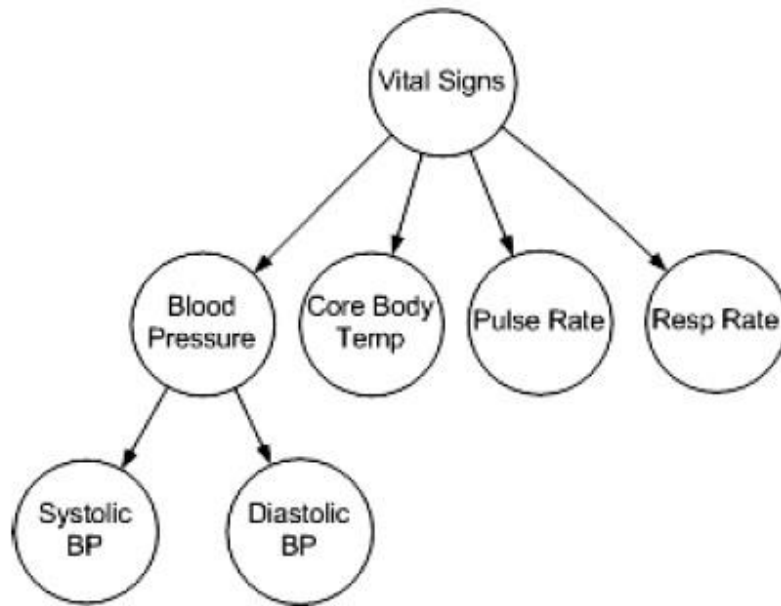 Vital Signs
Blood
Pressure
Core Body
Temp
Pulse Rate
Resp Rate
Systolic
BP
Diastolic
BP